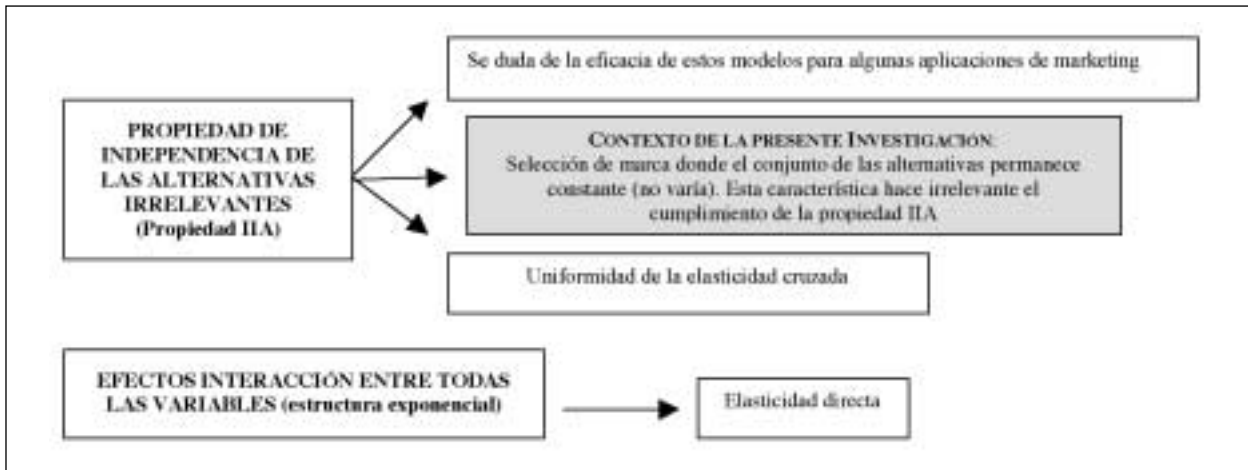 Se duda de la eficacia de estos modelos para algunas aplicaciones de marketing
PROPIEDAD DE
INDEPENDENCIA DE
LAS ALTERNATIVAS
IRRELEVANTES
(Propiedad IIA)
CONTEXTO DE LA PRESENTE INVESTIGACIÓN:
Selección de marca donde el conjunto de las alternativas permanece
constante (no varía). Esta característica hace irrelevante el
cumplimiento de la propiedad IIA
Uniformidad de la elasticidad cruzada
EFECTOS INTERACCIÓN ENTRE TODAS
LAS VARIABLES (estructura exponencial)
Elasticidad directa